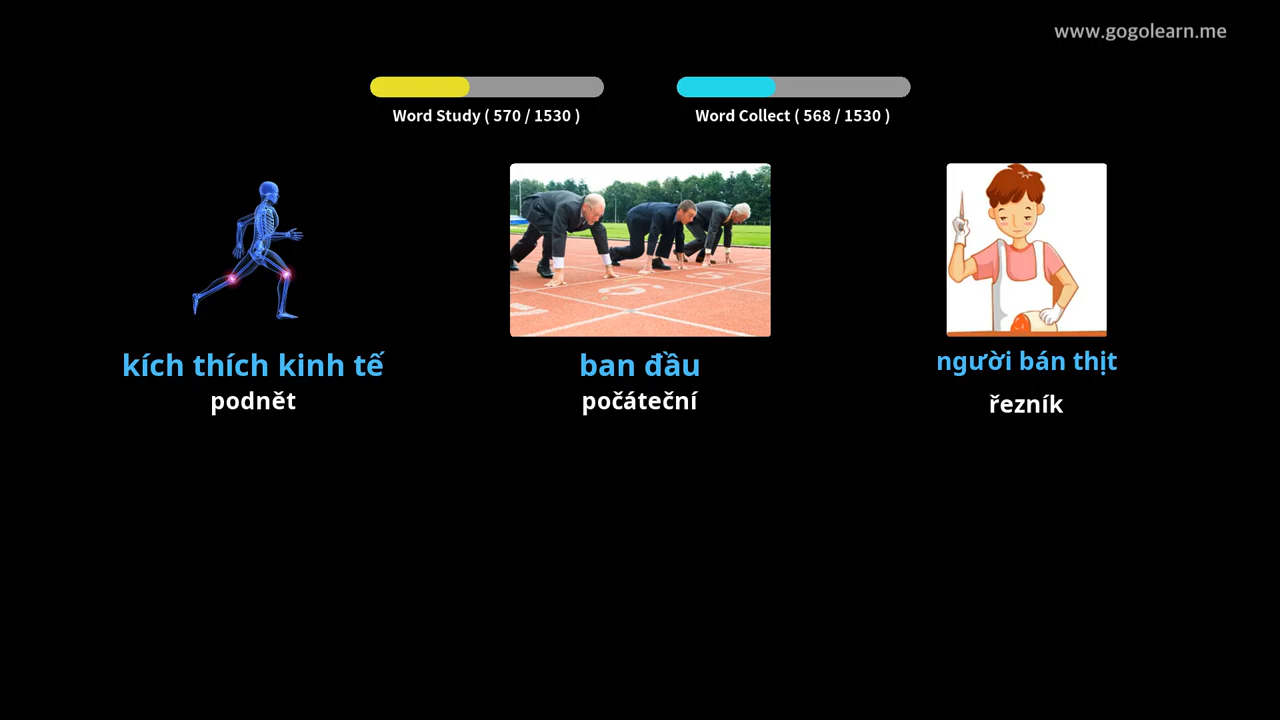 www.gogolearn.me
Word Study ( 570 / 1530 )
Word Collect ( 568 / 1530 )
kích thích kinh tế
podnět
ban đầu
počáteční
người bán thịt
řezník